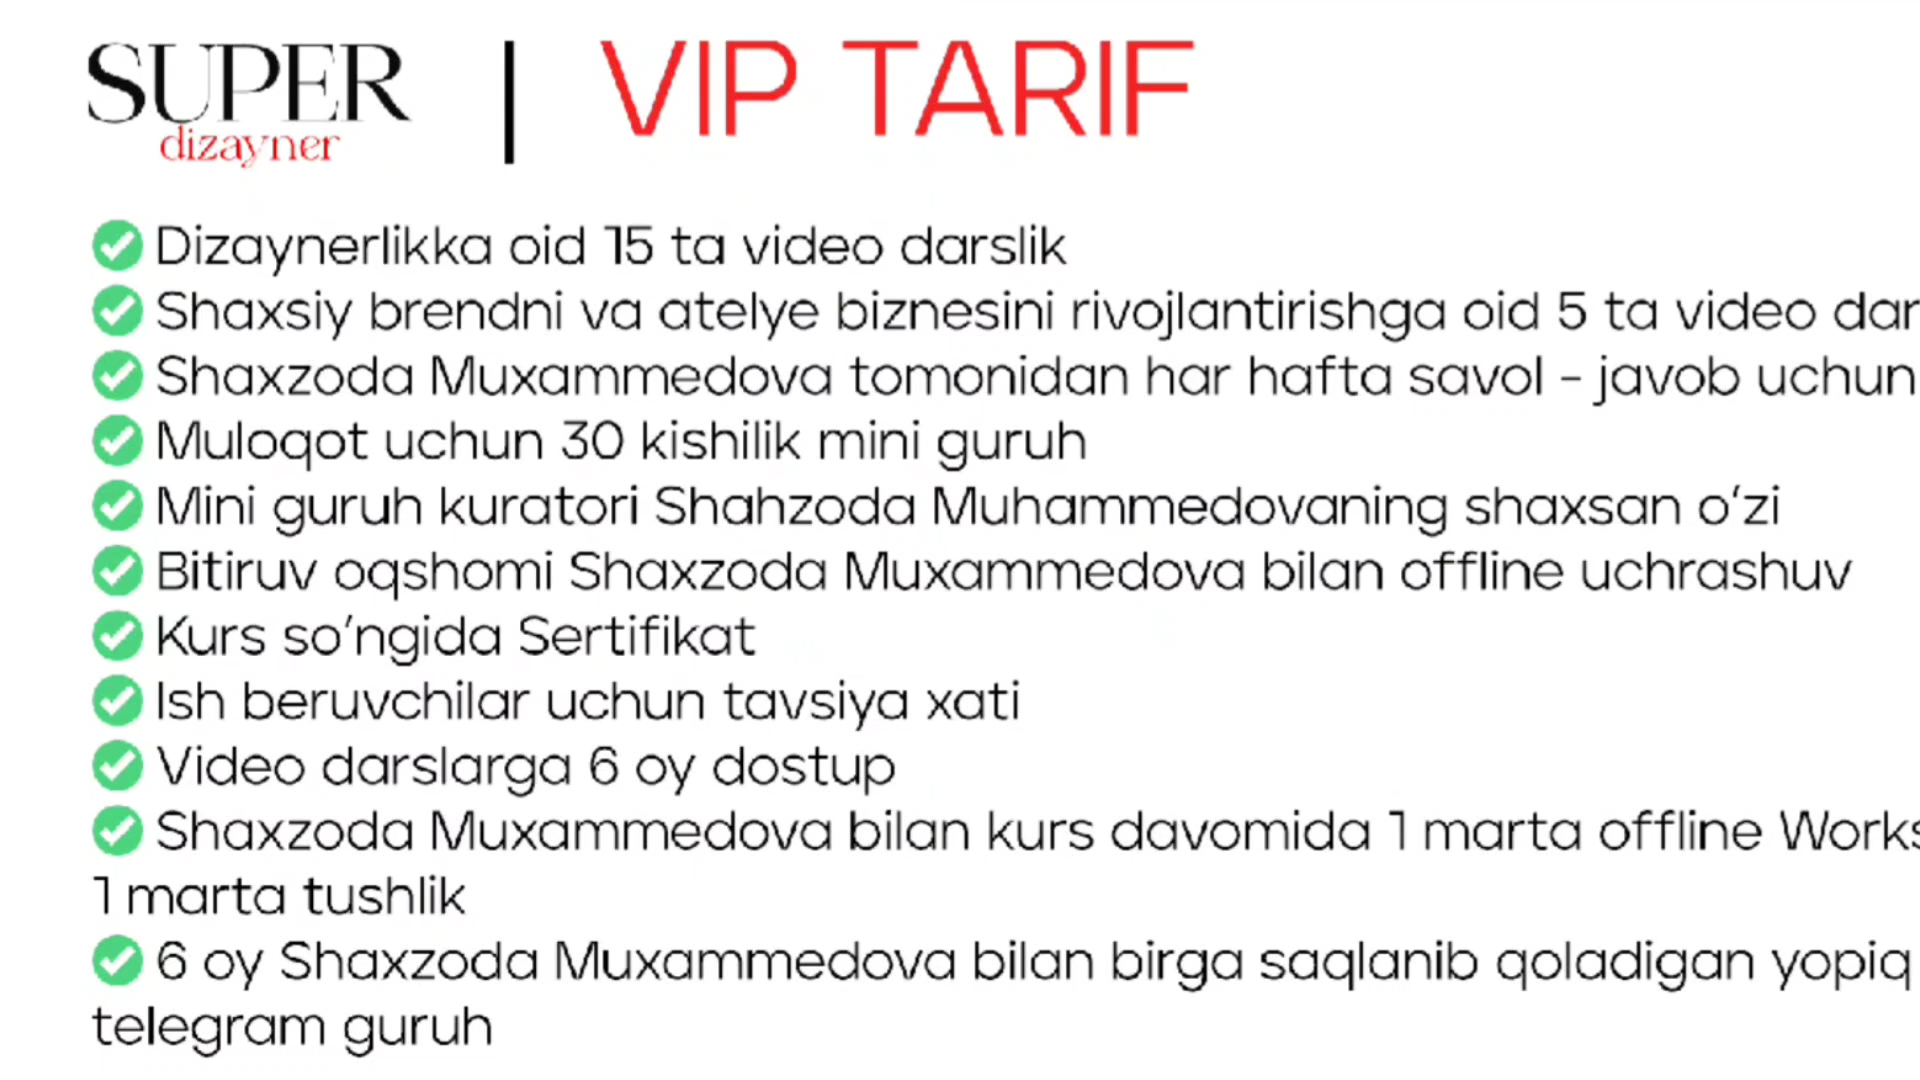 SUPER
dizayner
VIP TARIF
Dizaynerlikka oid 15 ta video darslik
Shaxsiy brendni va atelye biznesini rivojlantirishga oid 5 ta video
Shaxzoda Muxammedova tomonidan har hafta savol - javob uchun
Muloqot uchun 30 kishilik mini guruh
Mini guruh kuratori Shahzoda Muhammedovaning shaxsan o‘zi
Bitiruv oqshomi Shaxzoda Muxammedova bilan offline uchrashuv
Kurs so‘ngida Sertifikat
Ish beruvchilar uchun tavsiya xati
Video darslarga 6 oy dostup
Shaxzoda Muxammedova bilan kurs davomida 1 marta offline
1 marta tushlik
6 oy Shaxzoda Muxammedova bilan birga saqlanib qoladigan yopiq
telegram guruh